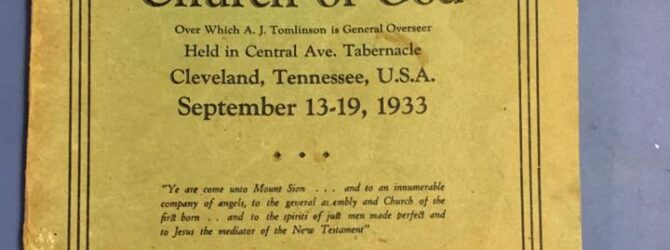 Church of God
Over Which A. J. Tomlinson is General Overseer
Held in Central Ave. Tabernacle
Cleveland, Tennessee, U.S.A.
September 13-19, 1933
"Ye are come unto Mount Sion . . . and to an innumerable
company of angels, to the general assembly and Church of the
first born . . and to the spirits of just men made perfect and
to Jesus the mediator of the New Testament"